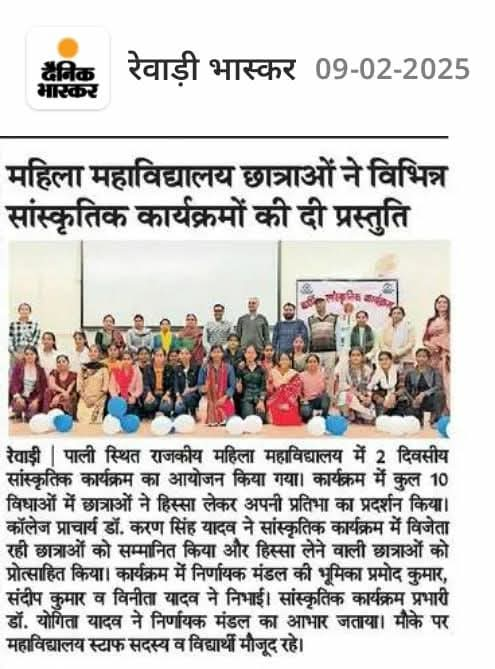 दैनिक
भास्कर
रेवाड़ी भास्कर 09-02-2025
महिला महाविद्यालय छात्राओं ने विभिन्न
सांस्कृतिक कार्यक्रमों की दी प्रस्तुति
सांस्कृतिक कार्यक्रम
रेवाड़ी | पाली स्थित राजकीय महिला महाविद्यालय में 2 दिवसीय
सांस्कृतिक कार्यक्रम का आयोजन किया गया। कार्यक्रम में कुल 10
विधाओं में छात्राओं ने हिस्सा लेकर अपनी प्रतिभा का प्रदर्शन किया।
कॉलेज प्राचार्य डॉ. करण सिंह यादव ने सांस्कृतिक कार्यक्रम में विजेता
रही छात्राओं को सम्मानित किया और हिस्सा लेने वाली छात्राओं को
प्रोत्साहित किया। कार्यक्रम में निर्णायक मंडल की भूमिका प्रमोद कुमार,
संदीप कुमार व विनीता यादव ने निभाई। सांस्कृतिक कार्यक्रम प्रभारी
डॉ. योगिता यादव ने निर्णायक मंडल का आभार जताया। मौके पर
महाविद्यालय स्टाफ सदस्य व विद्यार्थी मौजूद रहे।